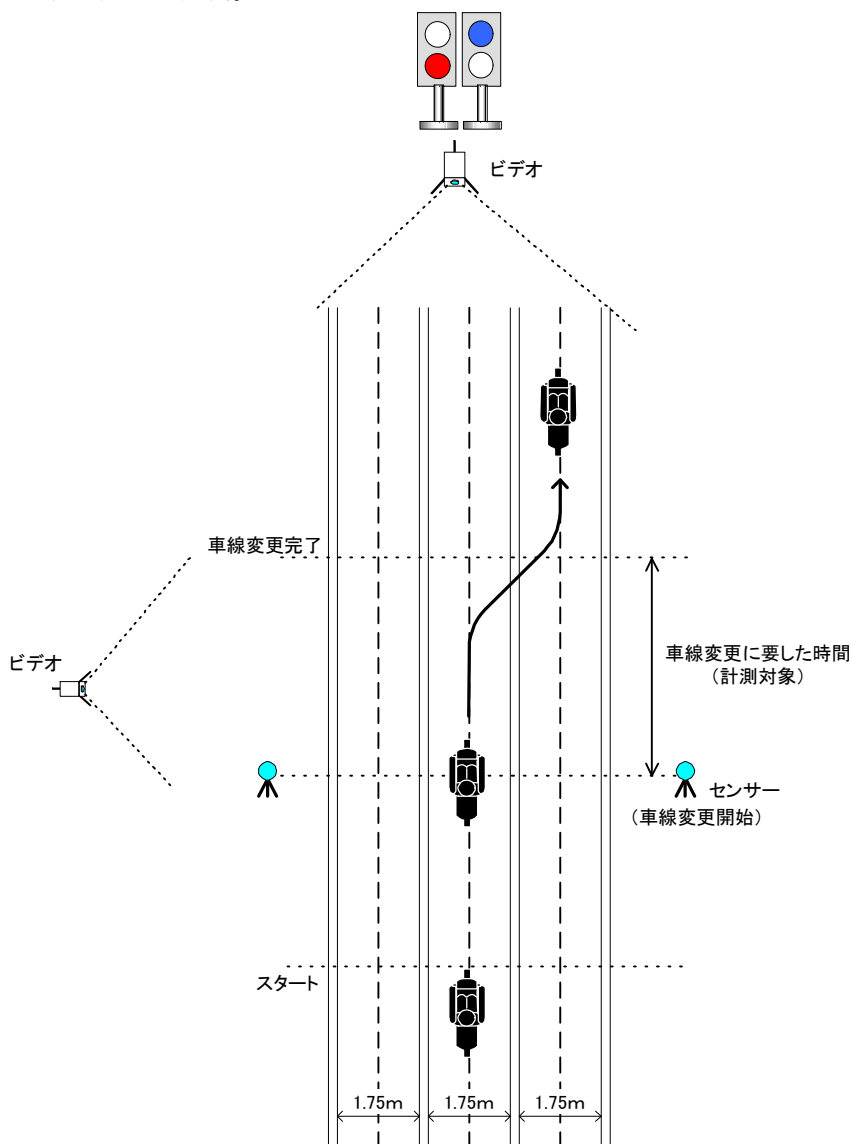 ビデオ
車線変更完了
ビデオ
車線変更に要した時間
（計測対象）
センサー
（車線変更開始）
スタート
1.75m
1.75m
1.75m